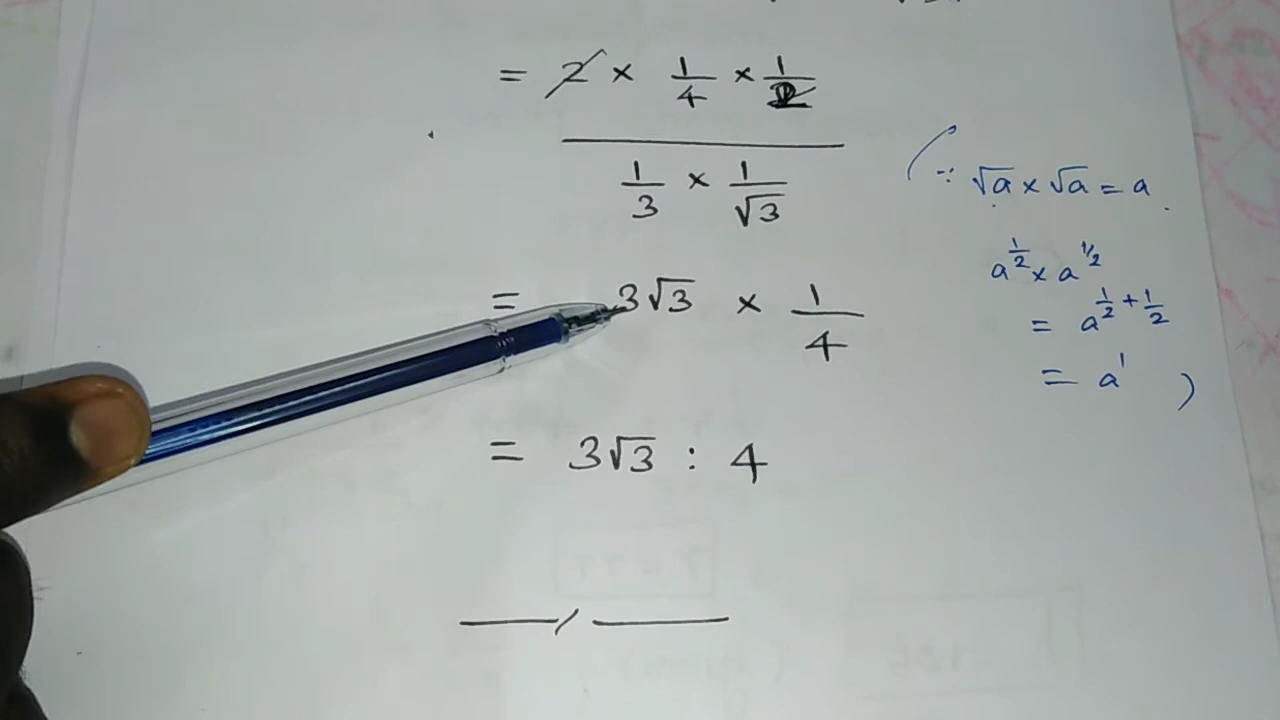 = 2 × 1/4 × 1/2
1/3 × 1/√3
= 3√3 × 1/4
= 3√3 : 4
∵ √a × √a = a
a^1/2 × a^1/2
= a^1/2 + 1/2
= a^1 )